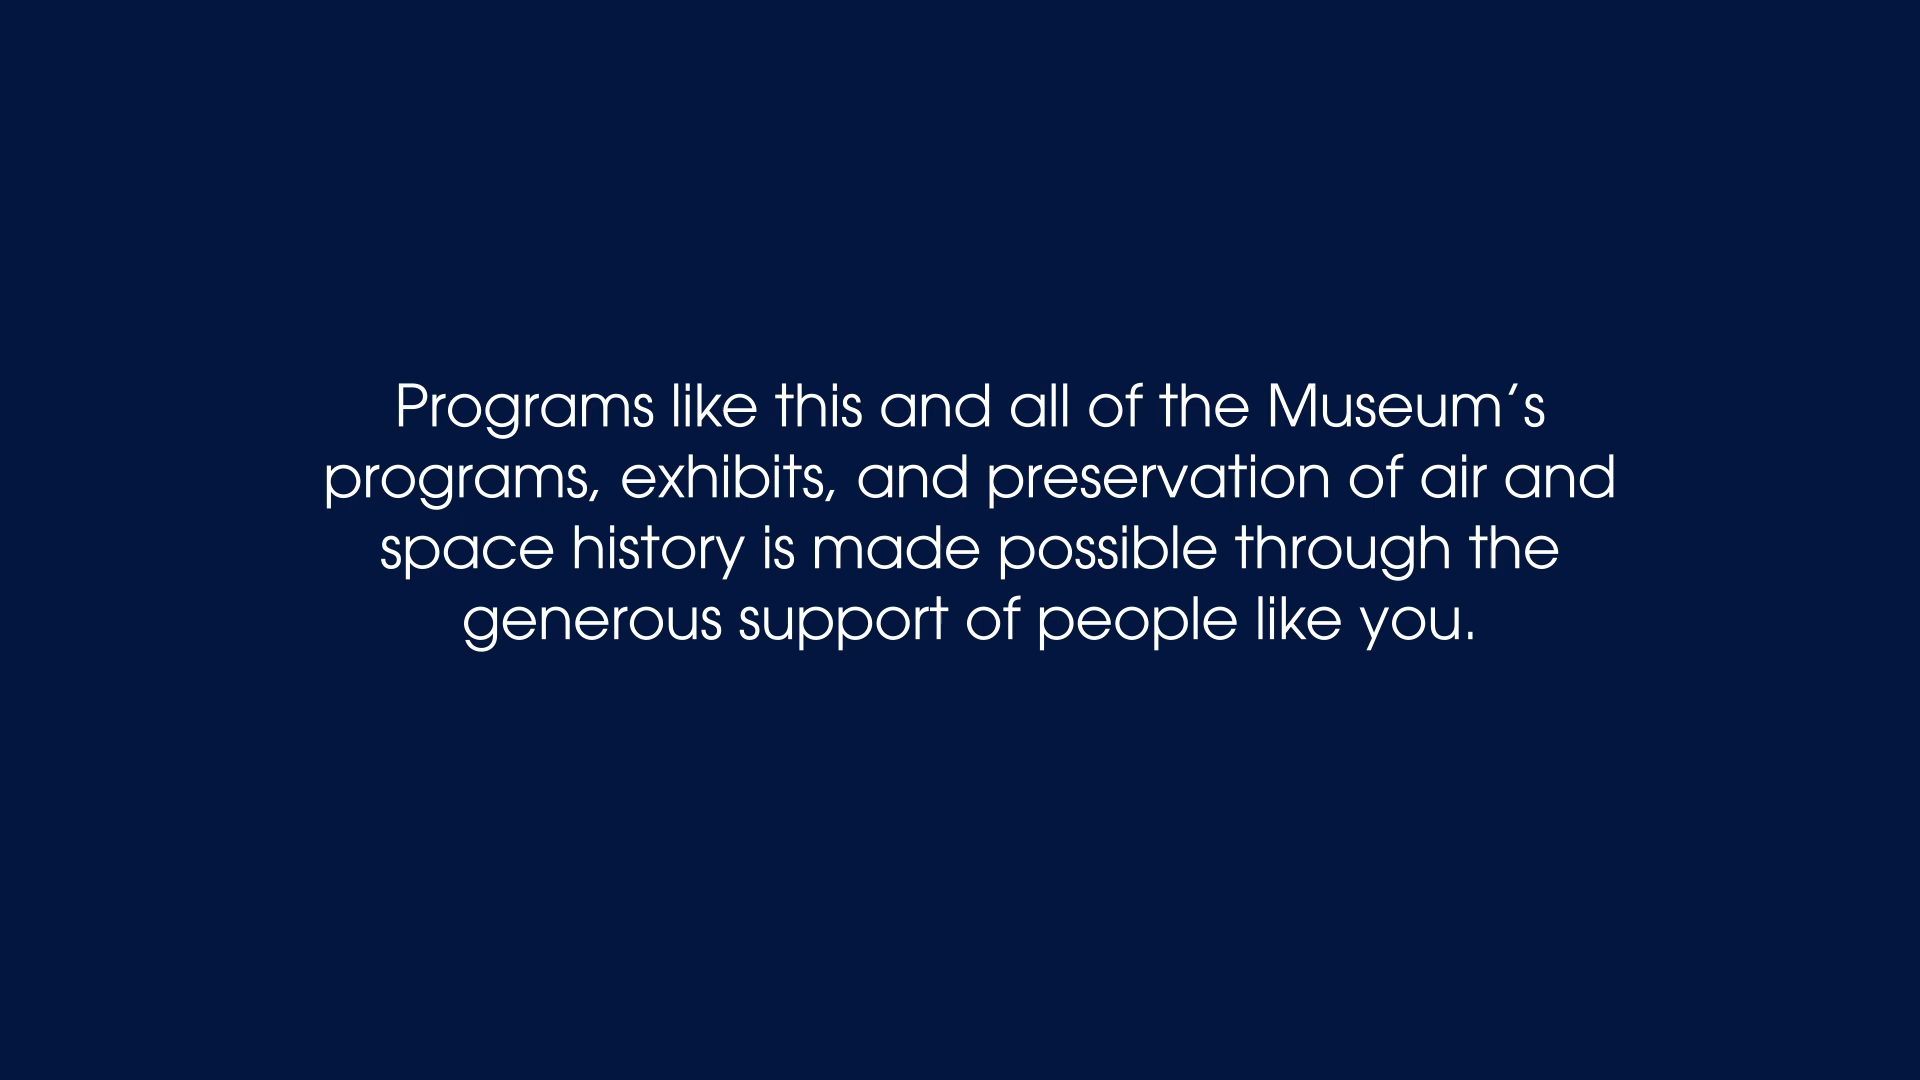 Programs like this and all of the Museum’s
programs, exhibits, and preservation of air and
space history is made possible through the
generous support of people like you.